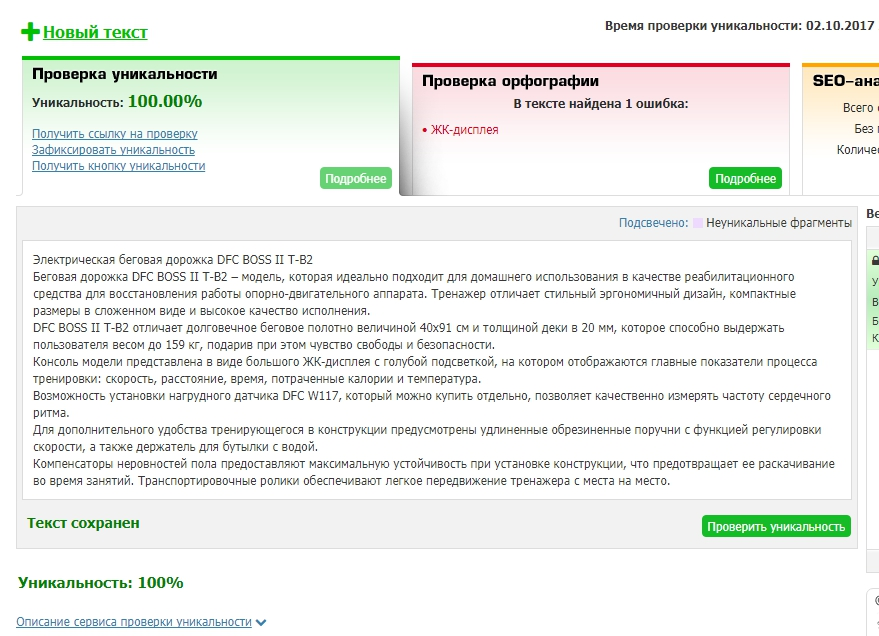 Новый текст
Время проверки уникальности: 02.10.2017
Проверка уникальности
Уникальность: 100.00%
Получить ссылку на проверку
Зафиксировать уникальность
Получить кнопку уникальности
Подробнее
Проверка орфографии
В тексте найдена 1 ошибка:
• ЖК-дисплея
Подробнее
SEO-ана
Всего
Без
Количес
Подсвечено: Неуникальные фрагменты
Электрическая беговая дорожка DFC BOSS II T-B2
Беговая дорожка DFC BOSS II T-B2 – модель, которая идеально подходит для домашнего использования в качестве реабилитационного
средства для восстановления работы опорно-двигательного аппарата. Тренажер отличает стильный эргономичный дизайн, компактные
размеры в сложенном виде и высокое качество исполнения.
DFC BOSS II T-B2 отличает долговечное беговое полотно величиной 40х91 см и толщиной деки в 20 мм, которое способно выдержать
пользователя весом до 159 кг, подарив при этом чувство свободы и безопасности.
Консоль модели представлена в виде большого ЖК-дисплея с голубой подсветкой, на котором отображаются главные показатели процесса
тренировки: скорость, расстояние, время, потраченные калории и температура.
Возможность установки нагрудного датчика DFC W117, который можно купить отдельно, позволяет качественно измерять частоту сердечного
ритма.
Для дополнительного удобства тренирующегося в конструкции предусмотрены удлиненные обрезиненные поручни с функцией регулировки
скорости, а также держатель для бутылки с водой.
Компенсаторы неровностей пола предоставляют максимальную устойчивость при установке конструкции, что предотвращает ее раскачивание
во время занятий. Транспортировочные ролики обеспечивают легкое передвижение тренажера с места на место.
Текст сохранен
Проверить уникальность
Уникальность: 100%
Описание сервиса проверки уникальности
Ве
У
В
Б
К